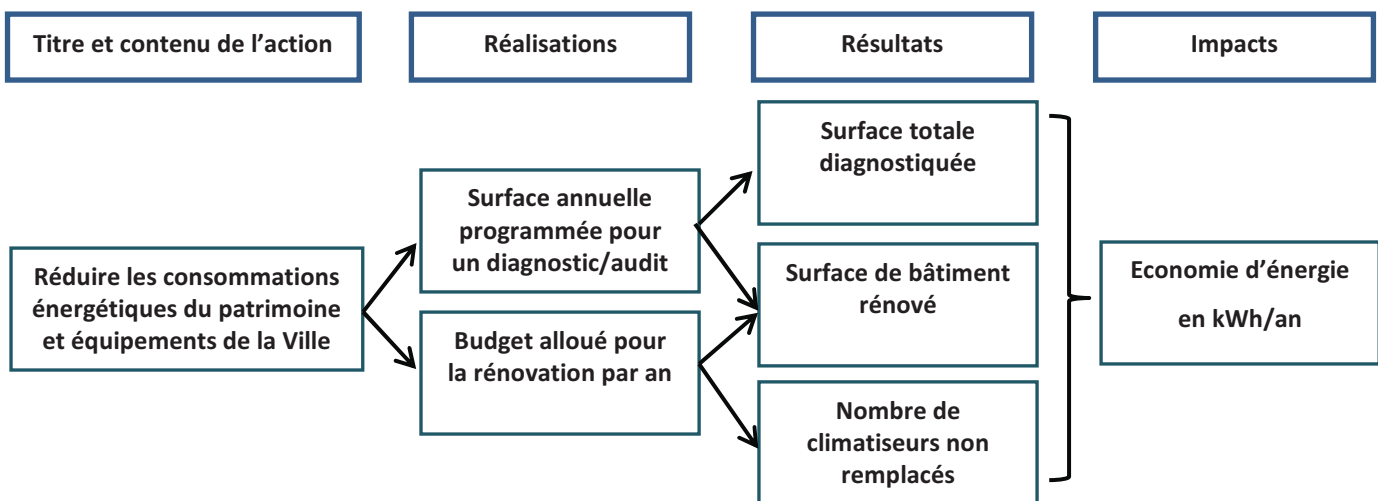 Titre et contenu de l’action
Réalisations
Résultats
Impacts
Réduire les consommations
énergétiques du patrimoine
et équipements de la Ville
Surface annuelle
programmée pour
un diagnostic/audit
Budget alloué pour
la rénovation par an
Surface totale
diagnostiquée
Surface de bâtiment
rénové
Nombre de
climatiseurs non
remplacés
Economie d’énergie
en kWh/an